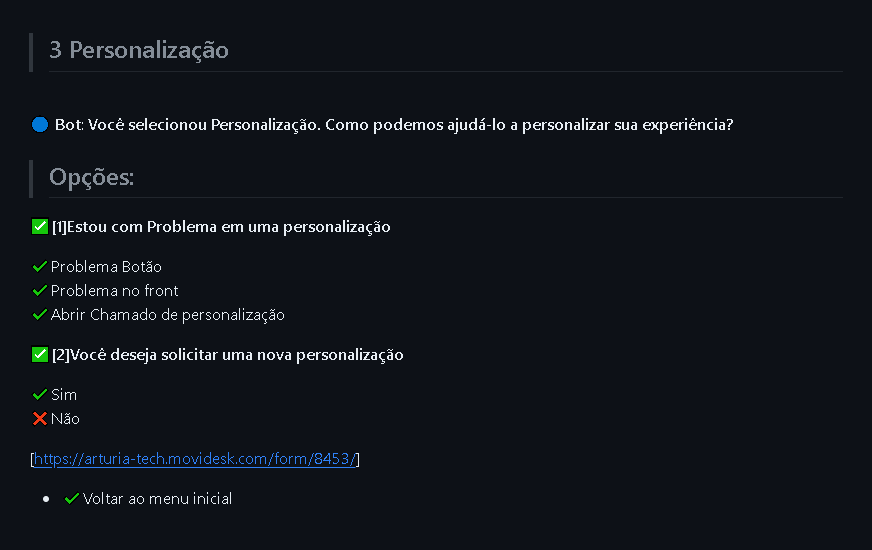 3 Personalização
Bot: Você selecionou Personalização. Como podemos ajudá-lo a personalizar sua experiência?
Opções:
[1]Estou com Problema em uma personalização
Problema Botão
Problema no front
Abrir Chamado de personalização
[2]Você deseja solicitar uma nova personalização
Sim
Não
[https://arturia-tech.movidesk.com/form/8453/]
Voltar ao menu inicial